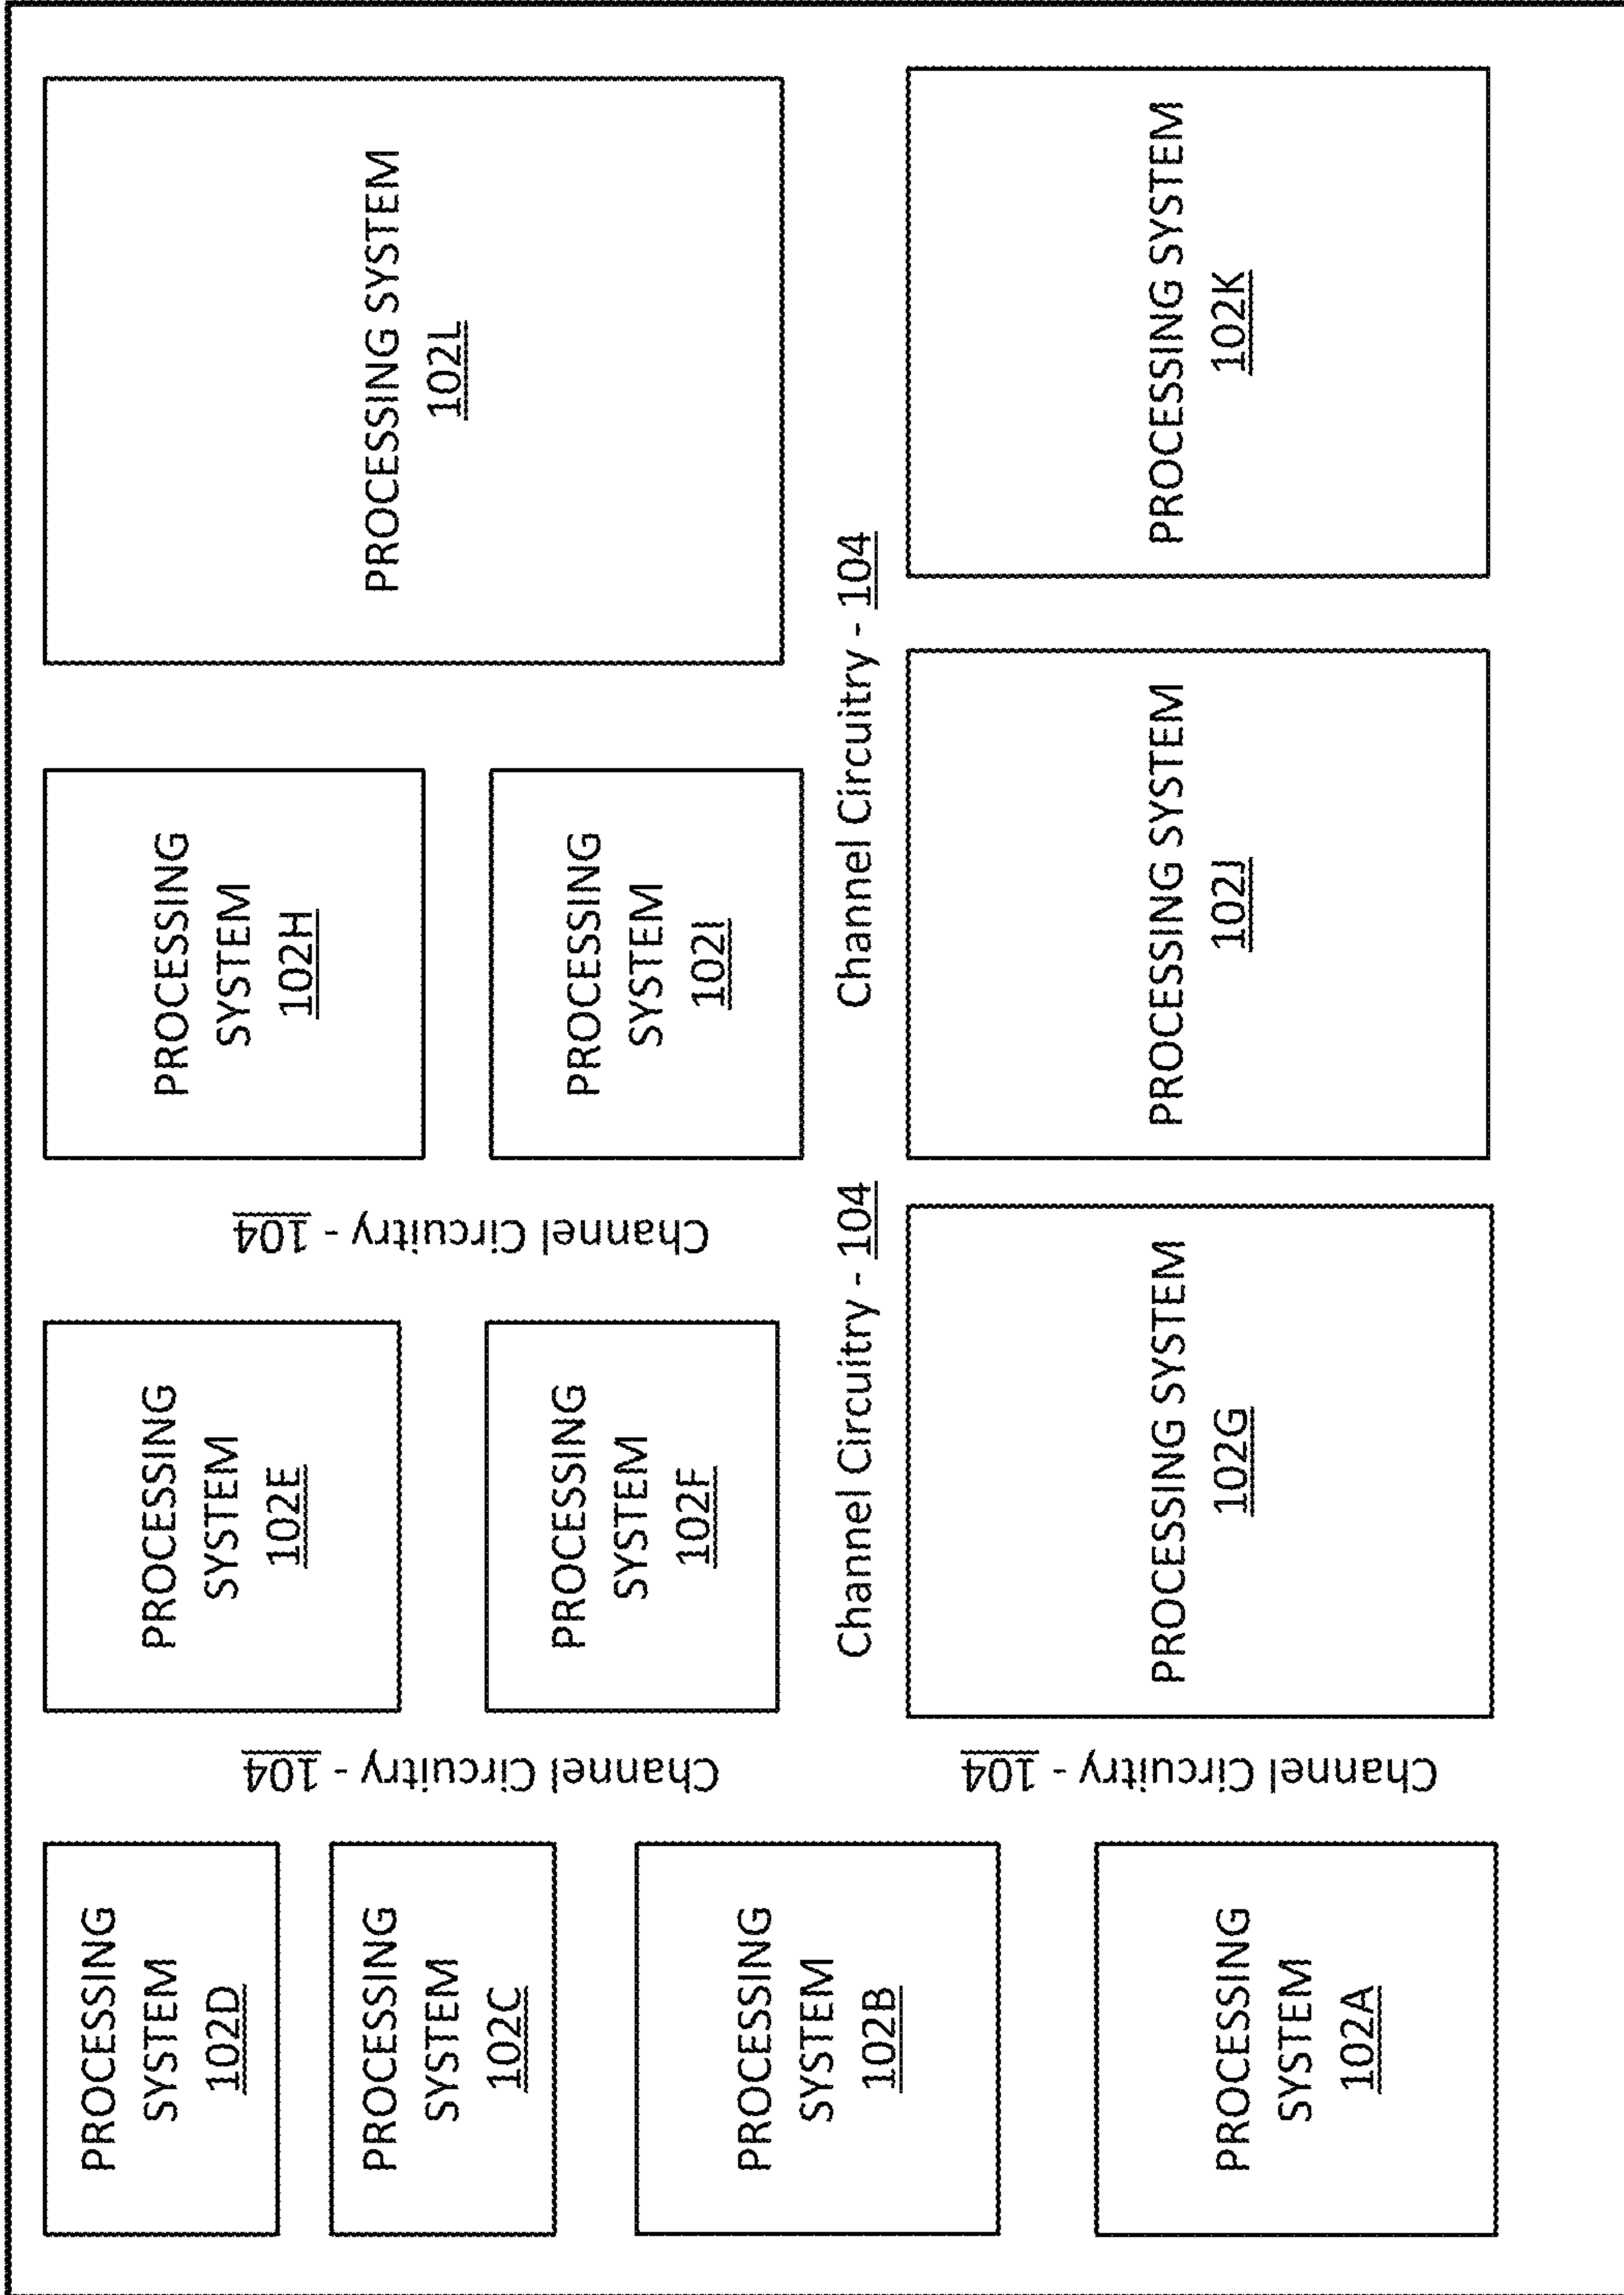 PROCESSING
SYSTEM
102D
PROCESSING
SYSTEM
102C
PROCESSING
SYSTEM
102B
PROCESSING
SYSTEM
102A
Channel Circuitry - 104
Channel Circuitry - 104
PROCESSING
SYSTEM
102E
PROCESSING
SYSTEM
102F
Channel Circuitry - 104
PROCESSING SYSTEM
102G
Channel Circuitry - 104
PROCESSING
SYSTEM
102H
PROCESSING
SYSTEM
102I
Channel Circuitry - 104
PROCESSING SYSTEM
102J
PROCESSING SYSTEM
102L
PROCESSING SYSTEM
102K